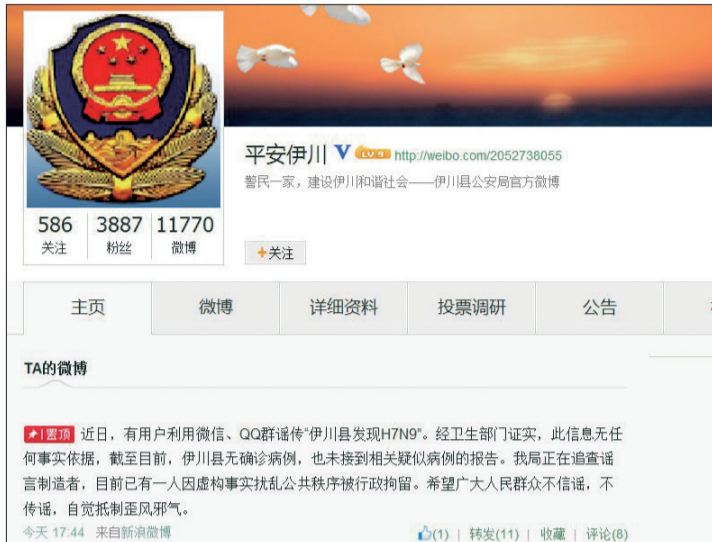 平安伊川 V LV 9 http://weibo.com/2052738055
警民一家，建设伊川和谐社会——伊川县公安局官方微博
586 3887 11770
关注 粉丝 微博
+关注
主页 微博 详细资料 投票调研 公告
TA的微博
置顶 近日，有用户利用微信、QQ群谣传“伊川县发现H7N9”。经卫生部门证实，此信息无任
何事实依据，截至目前，伊川县无确诊病例，也未接到相关疑似病例的报告。我局正在追查谣
言制造者，目前已有一人因虚构事实扰乱公共秩序被行政拘留。希望广大人民群众不信谣，不
传谣，自觉抵制歪风邪气。
今天 17:44 来自新浪微博 (1) | 转发(11) | 收藏 | 评论(8)